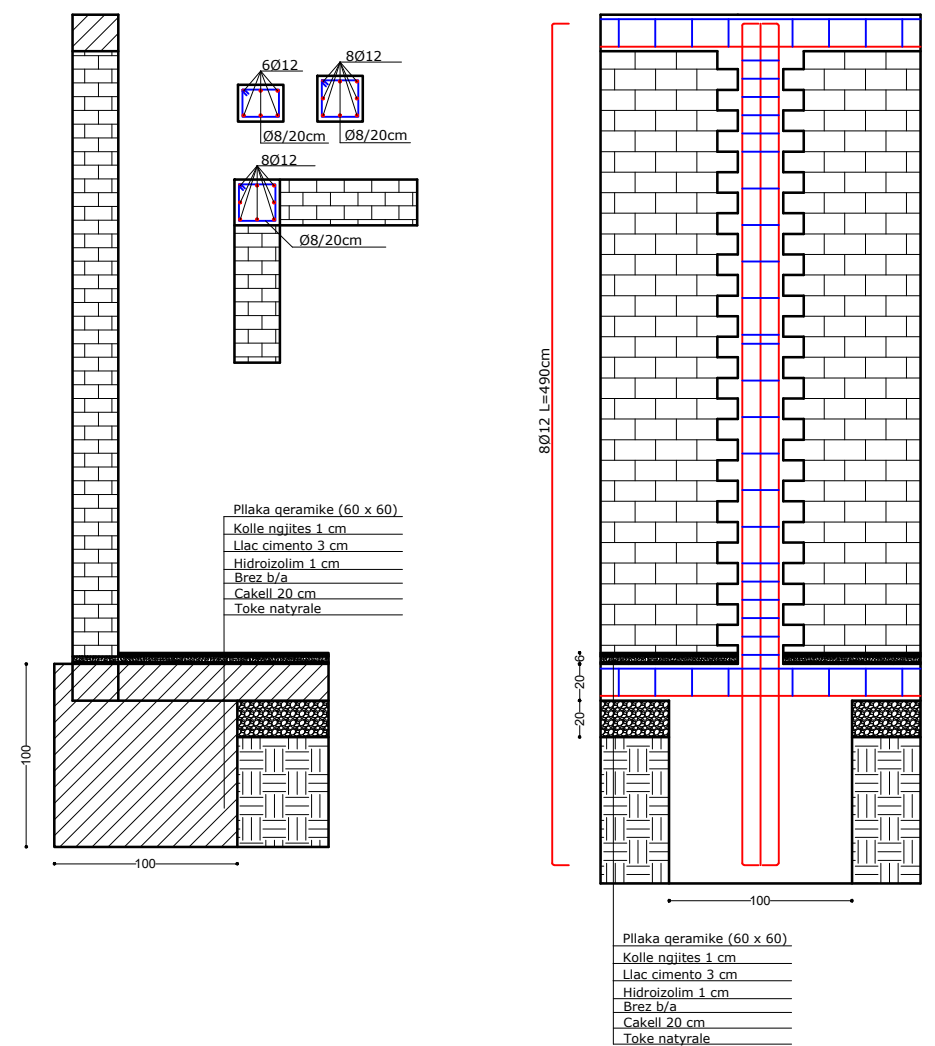 6Ø12
8Ø12
Ø8/20cm
Ø8/20cm
8Ø12
Ø8/20cm
8Ø12 L=490cm
Pllaka qeramike (60 x 60)
Kolle ngjites 1 cm
Llac cimento 3 cm
Hidroizolim 1 cm
Brez b/a
Cakell 20 cm
Toke natyrale
100
100
6
20
20
100
Pllaka qeramike (60 x 60)
Kolle ngjites 1 cm
Llac cimento 3 cm
Hidroizolim 1 cm
Brez b/a
Cakell 20 cm
Toke natyrale